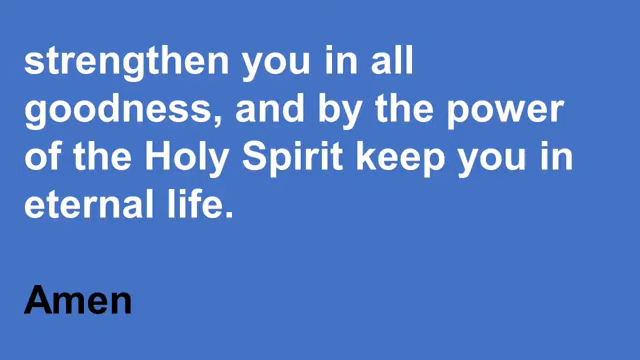 strengthen you in all
goodness, and by the power
of the Holy Spirit keep you in
eternal life.
Amen